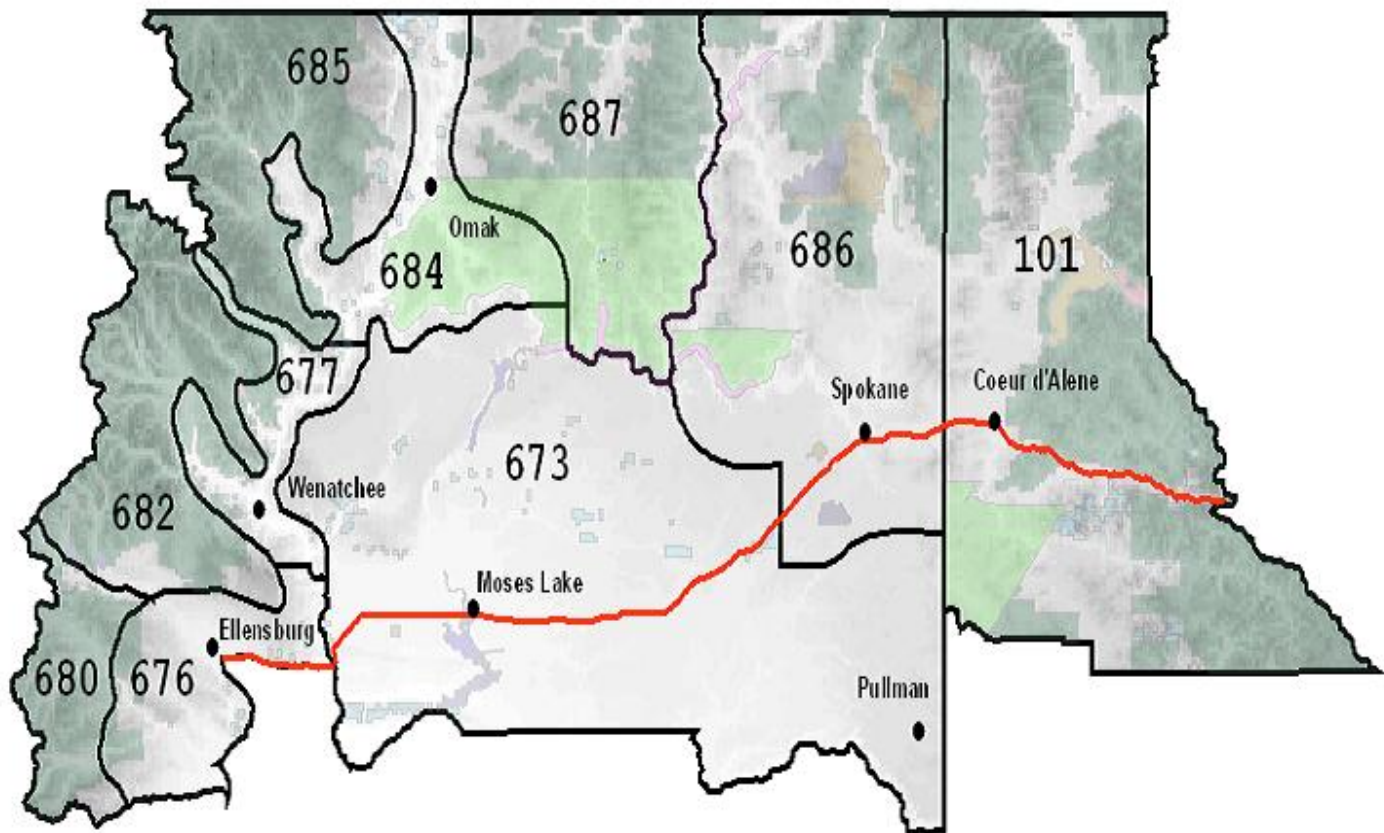 685
687
Omak
684
686
101
677
Spokane
Coeur d'Alene
673
Wenatchee
682
Moses Lake
Ellensburg
680
676
Pullman